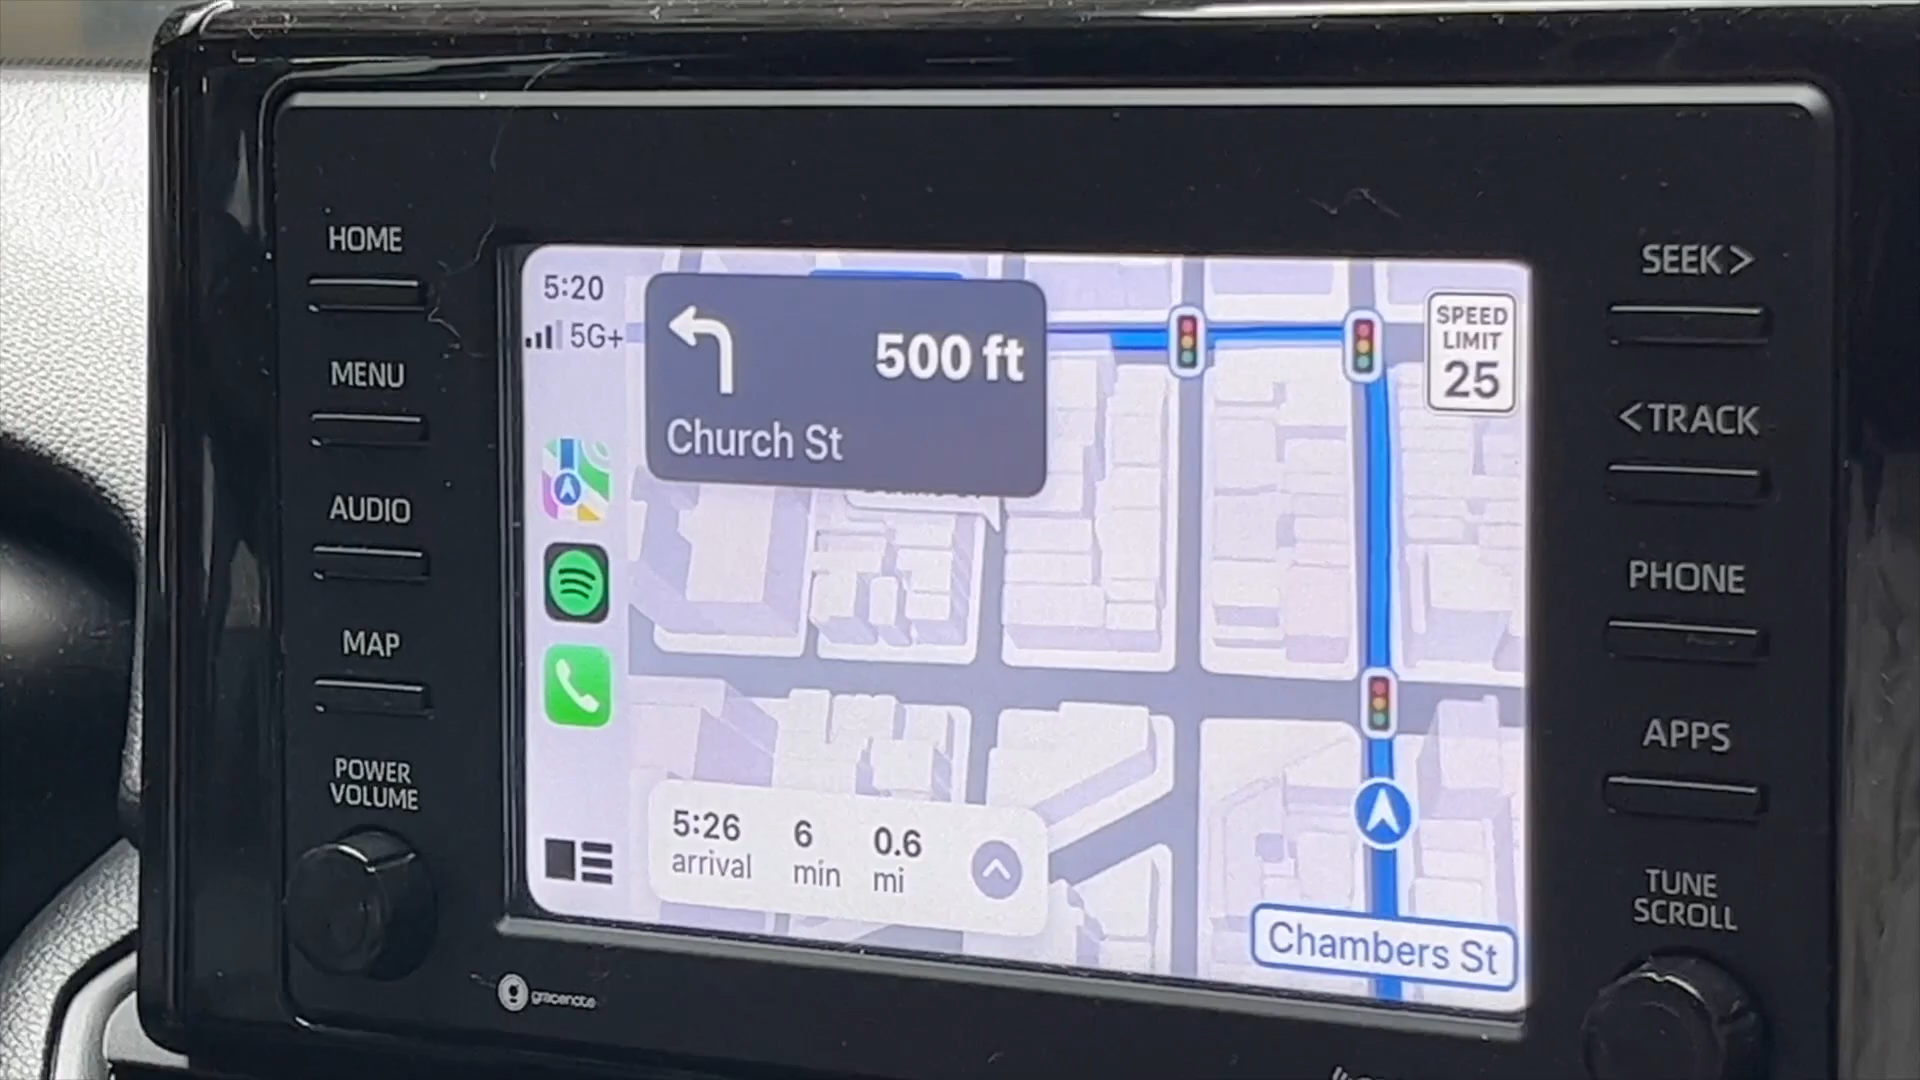 HOME
MENU
AUDIO
MAP
POWER
VOLUME
5:20
5G+
500 ft
Church St
SPEED
LIMIT
25
5:26
arrival
6
min
0.6
mi
Chambers St
SEEK>
<TRACK
PHONE
APPS
TUNE
SCROLL
gracenote